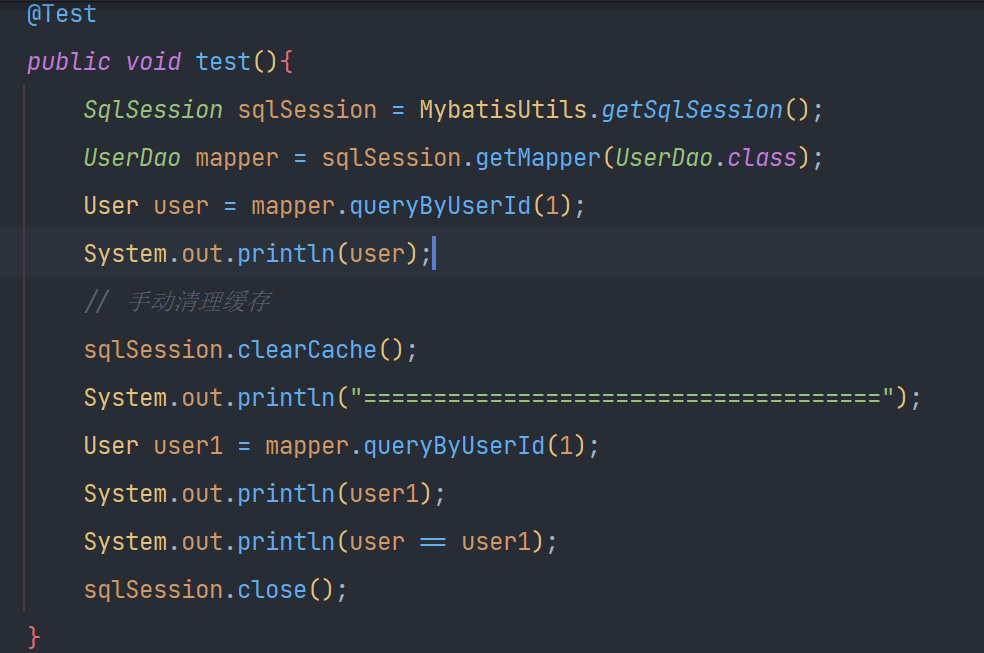 @Test
public void test(){
SqlSession sqlSession = MybatisUtils.getSqlSession();
UserDao mapper = sqlSession.getMapper(UserDao.class);
User user = mapper.queryByUserId(1);
System.out.println(user);
// 手动清理缓存
sqlSession.clearCache();
System.out.println("=====================================");
User user1 = mapper.queryByUserId(1);
System.out.println(user1);
System.out.println(user == user1);
sqlSession.close();
}